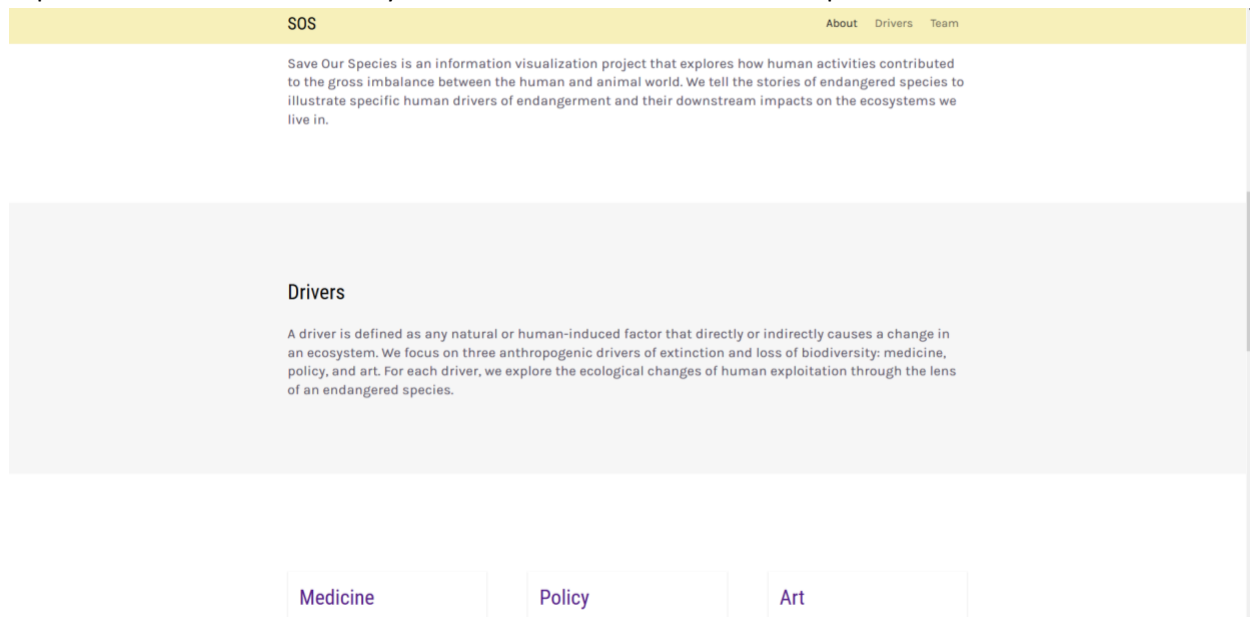 SOS
About Drivers Team
Save Our Species is an information visualization project that explores how human activities contributed
to the gross imbalance between the human and animal world. We tell the stories of endangered species to
illustrate specific human drivers of endangerment and their downstream impacts on the ecosystems we
live in.
Drivers
A driver is defined as any natural or human-induced factor that directly or indirectly causes a change in
an ecosystem. We focus on three anthropogenic drivers of extinction and loss of biodiversity: medicine,
policy, and art. For each driver, we explore the ecological changes of human exploitation through the lens
of an endangered species.
Medicine
Policy
Art